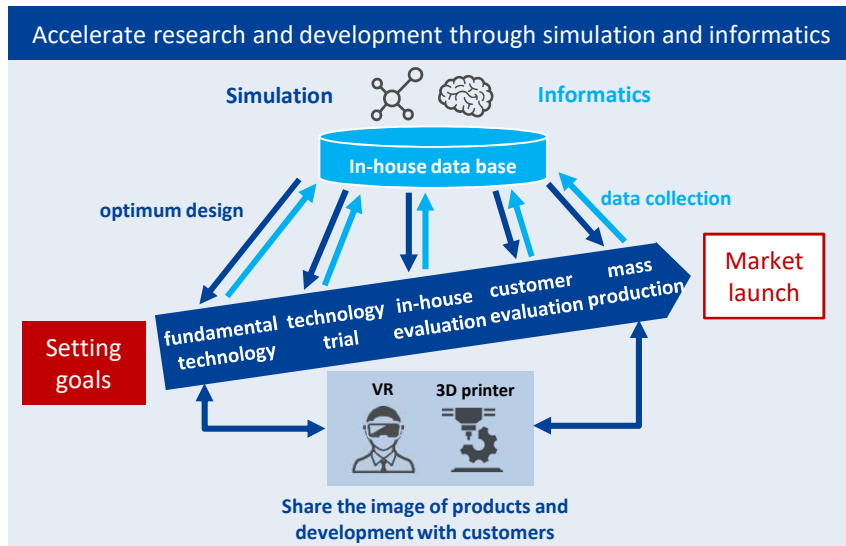 Accelerate research and development through simulation and informatics
Simulation
Informatics
In-house data base
optimum design
data collection
fundamental
technology
technology
trial
in-house
evaluation
customer
evaluation
mass
production
Market
launch
Setting
goals
VR
3D printer
Share the image of products and
development with customers